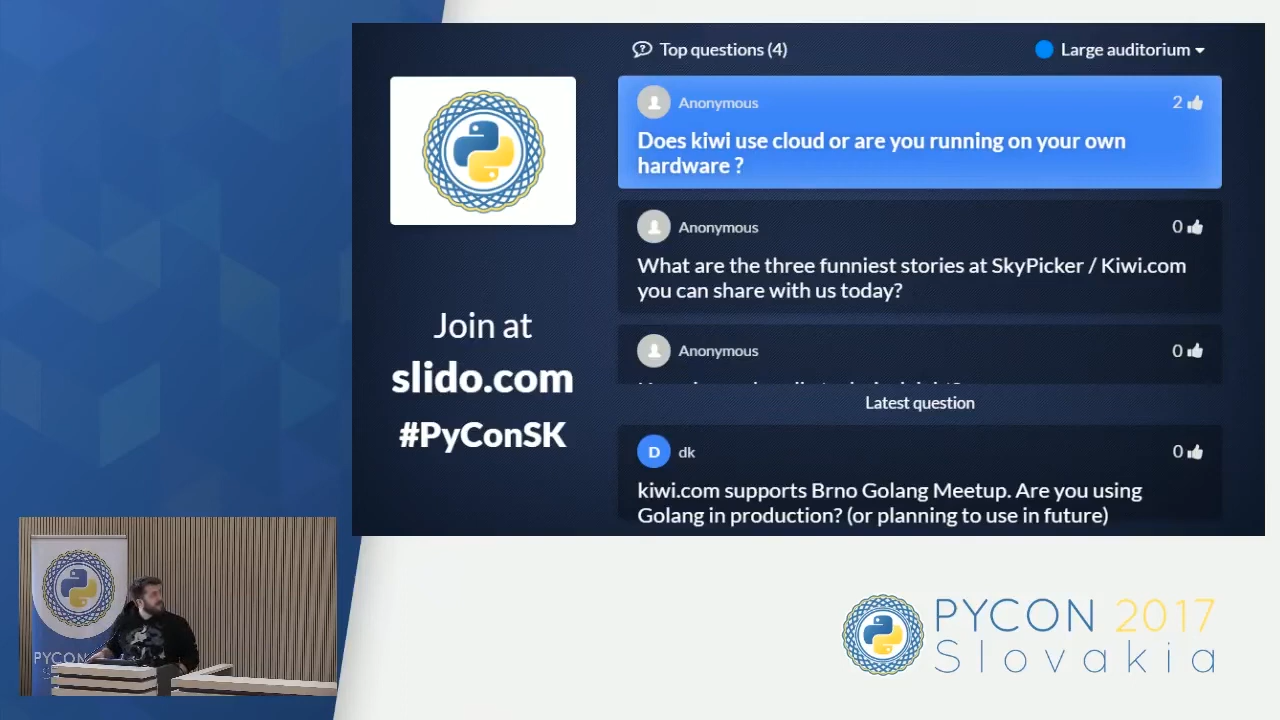 Top questions (4)
Large auditorium
Anonymous
2
Does kiwi use cloud or are you running on your own
hardware ?
Anonymous
0
What are the three funniest stories at SkyPicker / Kiwi.com
you can share with us today?
Anonymous
0
Latest question
D
dk
0
kiwi.com supports Brno Golang Meetup. Are you using
Golang in production? (or planning to use in future)
Join at
slido.com
#PyConSK
PYCON
PYCON 2017
Slovakia